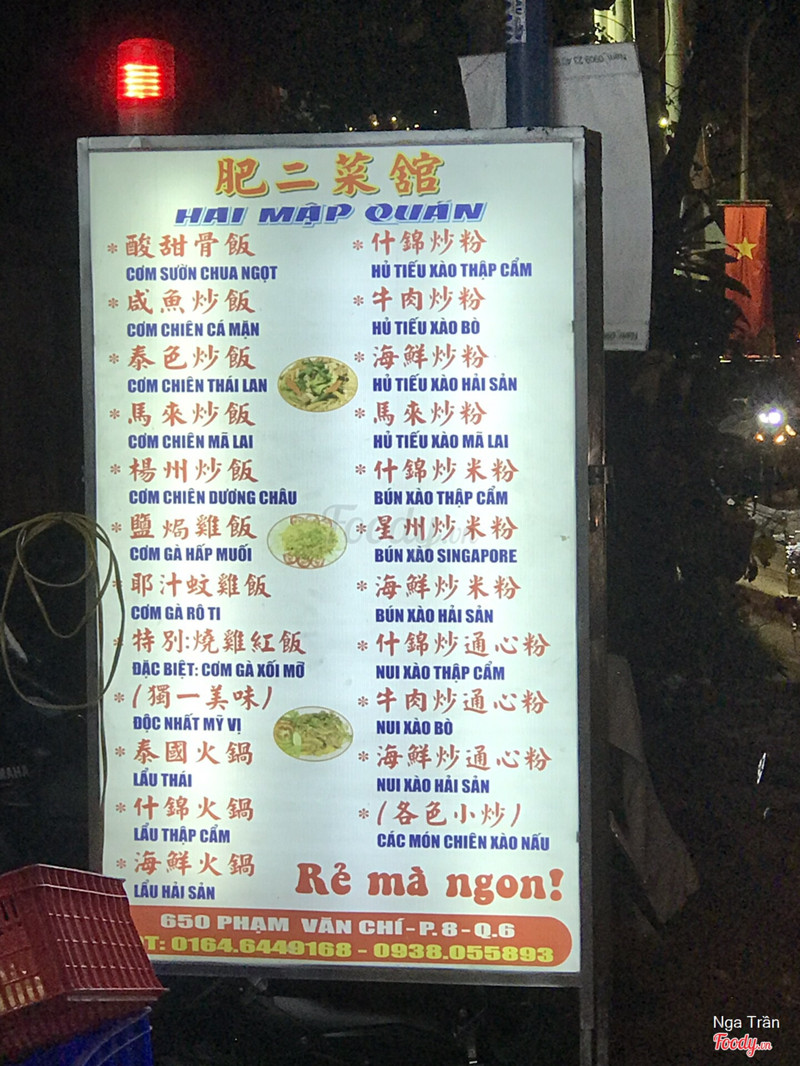 肥二菜館
HAI MẬP QUÁN
* 酸甜骨飯
CƠM SƯỜN CHUA NGỌT
* 咸魚炒飯
CƠM CHIÊN CÁ MẶN
* 泰色炒飯
CƠM CHIÊN THÁI LAN
* 馬來炒飯
CƠM CHIÊN MÃ LAI
* 楊州炒飯
CƠM CHIÊN DƯƠNG CHÂU
* 鹽焗雞飯
CƠM GÀ HẤP MUỐI
* 耶汁蚊雞飯
CƠM GÀ RÔ TI
* 特別:燒雞紅飯
ĐẶC BIỆT: CƠM GÀ XỐI MỠ
* (獨一美味)
ĐỘC NHẤT MỸ VỊ
* 泰國火鍋
LẨU THÁI
* 什錦火鍋
LẨU THẬP CẨM
* 海鮮火鍋
LẨU HẢI SẢN
* 什錦炒粉
HỦ TIẾU XÀO THẬP CẨM
* 牛肉炒粉
HỦ TIẾU XÀO BÒ
* 海鮮炒粉
HỦ TIẾU XÀO HẢI SẢN
* 馬來炒粉
HỦ TIẾU XÀO MÃ LAI
* 什錦炒米粉
BÚN XÀO THẬP CẨM
* 星州炒米粉
BÚN XÀO SINGAPORE
* 海鮮炒米粉
BÚN XÀO HẢI SẢN
* 什錦炒通心粉
NUI XÀO THẬP CẨM
* 牛肉炒通心粉
NUI XÀO BÒ
* 海鮮炒通心粉
NUI XÀO HẢI SẢN
* (各色小炒)
CÁC MÓN CHIÊN XÀO NẤU
Rẻ mà ngon!
650 PHẠM VĂN CHÍ - P.8 - Q.6
T: 0164.6449168 - 0938.055893
Foody.vn
Nga Trần
Foody.vn